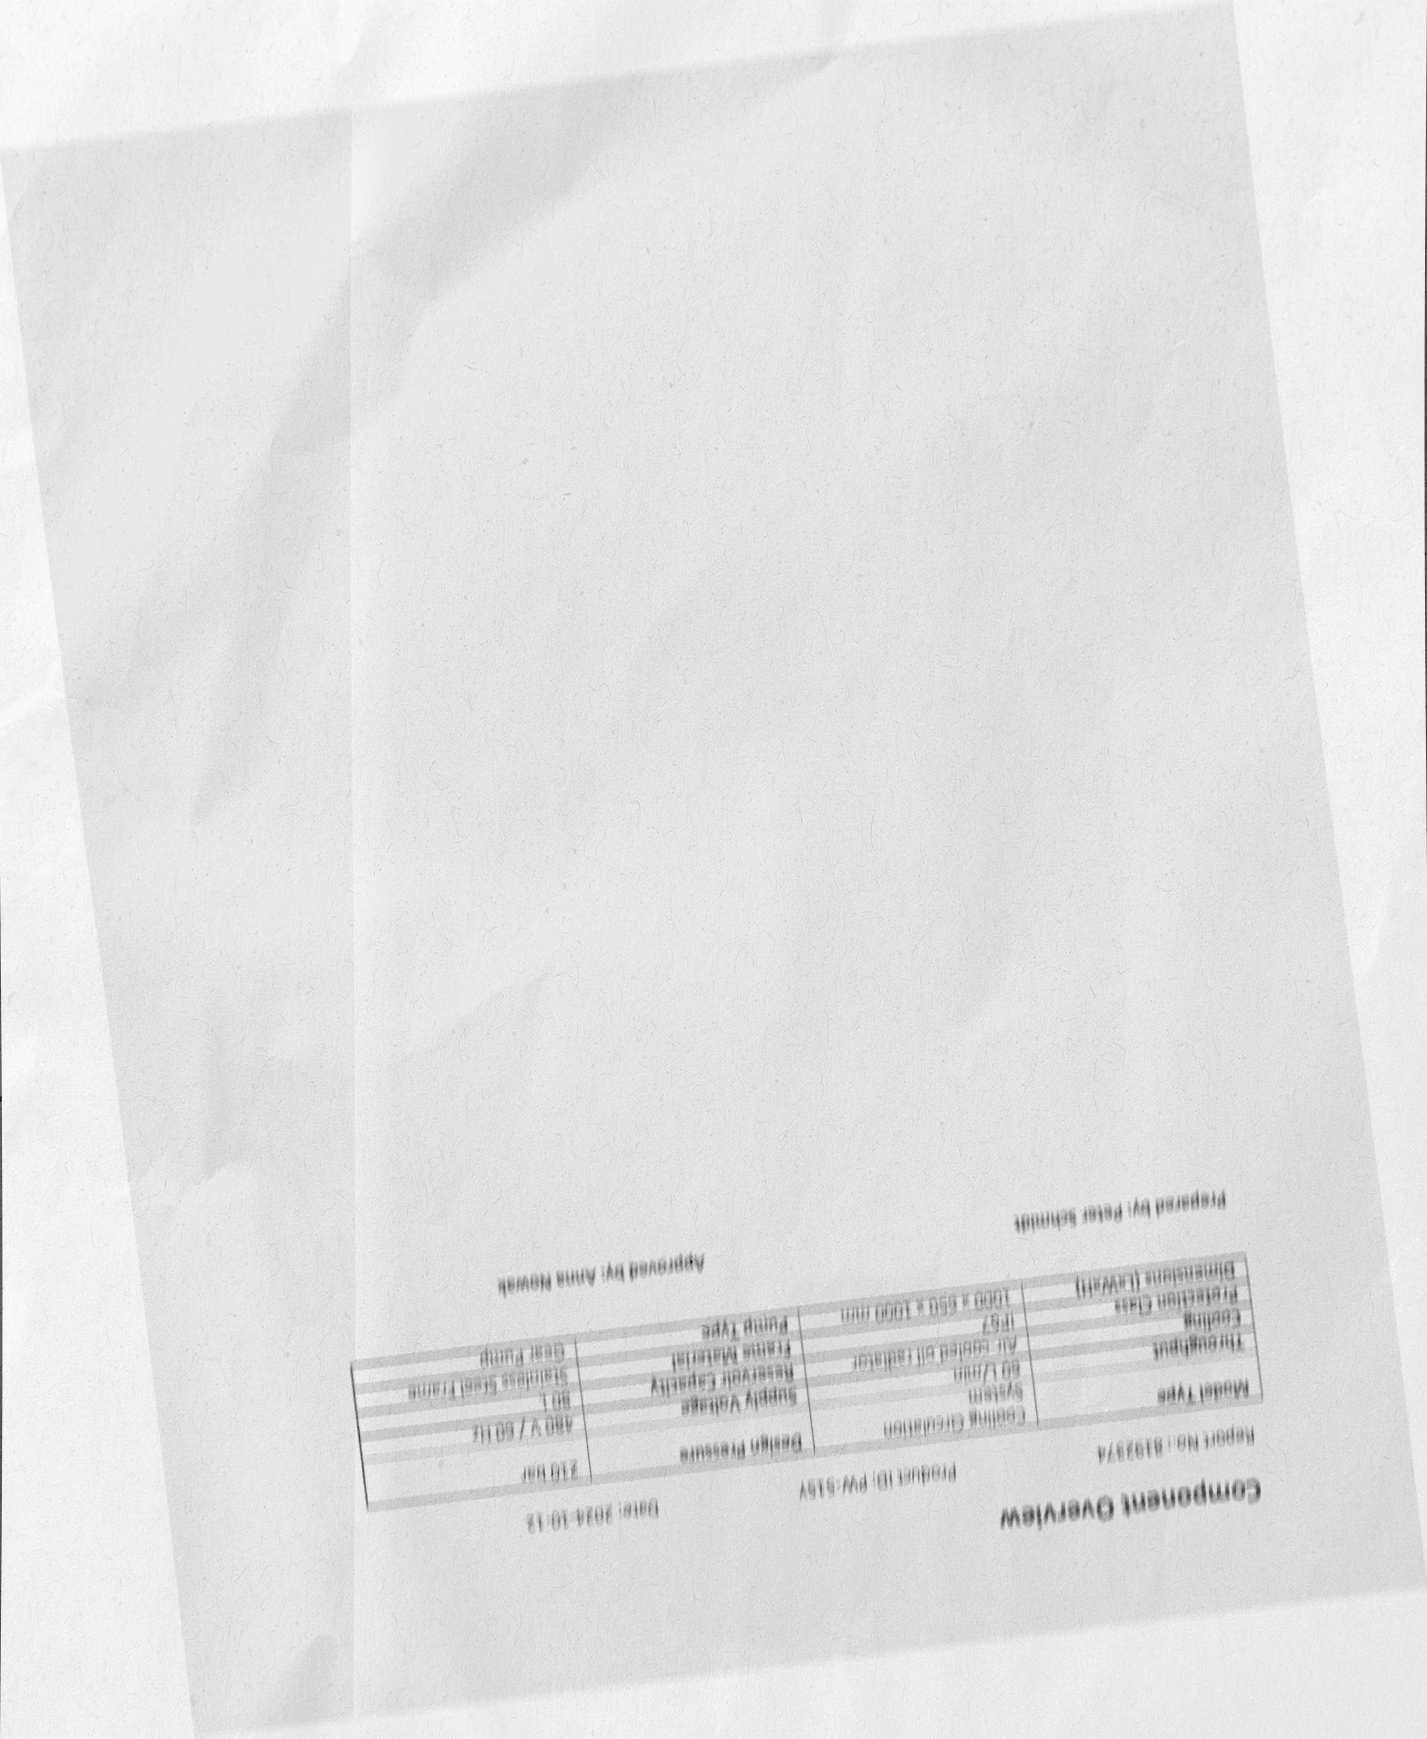 Component Overview
Report No.: 8192374 Product ID: PW-515Y Date: 2024-10-12
Model Type Cooling Circulation System Design Pressure 210 bar
Throughput 60 L/min Supply Voltage 480 V / 60 Hz
Cooling Air cooled oil radiator Reservoir Capacity 80 L
Protection Class IP67 Frame Material Stainless Steel Frame
Dimensions (LxWxH) 1000 x 650 x 1000 mm Pump Type Gear Pump
Prepared by: Peter Schmidt Approved by: Anna Nowak